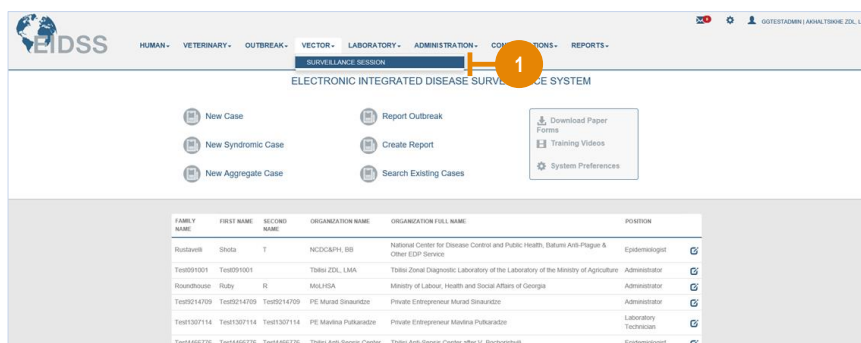 EIDSS
HUMAN VETERINARY OUTBREAK VECTOR LABORATORY ADMINISTRATION REPORTS
GGTESTADMIN | AKHALTSIKHE ZDL, L
SURVEILLANCE SESSION
1
ELECTRONIC INTEGRATED DISEASE SYSTEM
New Case
Report Outbreak
Download Paper
Forms
New Syndromic Case
Create Report
Training Videos
New Aggregate Case
Search Existing Cases
System Preferences
FAMILY NAME FIRST NAME SECOND NAME ORGANIZATION NAME ORGANIZATION FULL NAME POSITION
Rustaveli Shota T NCDC&PH, BB National Center for Disease Control and Public Health, Batumi Anti-Plague &
Other EDP Service Epidemiologist
Test091001 Test091001 Tbilisi ZDL, LMA Tbilisi Zonal Diagnostic Laboratory of the Laboratory of the Ministry of Agriculture Administrator
Roundhouse Ruby R MoLHSA Ministry of Labour, Health and Social Affairs of Georgia Administrator
Test9214709 Test9214709 Test9214709 PE Murad Sinauridze Private Entrepreneur Murad Sinauridze Administrator
Test1307114 Test1307114 Test1307114 PE Mavlina Putkaradze Private Entrepreneur Mavlina Putkaradze Laboratory
Technician